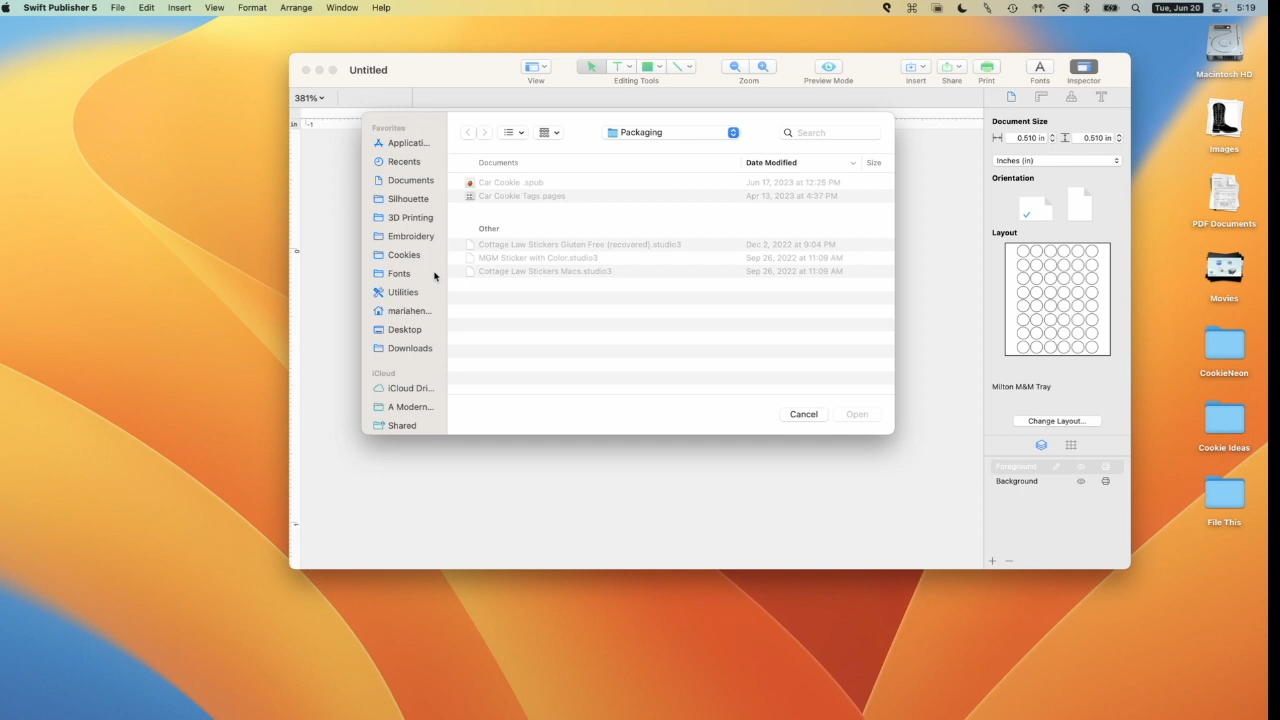 Swift Publisher 5 File Edit Insert View Format Arrange Window Help Tue, Jun 20 5:19
Untitled
View Editing Tools Zoom Preview Mode Insert Share Print Fonts Inspector
381%
in -1
Favorites
Applicati...
Recents
Documents
Silhouette
3D Printing
Embroidery
Cookies
Fonts
Utilities
mariahen...
Desktop
Downloads
iCloud
iCloud Dri...
A Modern...
Shared
Packaging
Search
Documents Date Modified Size
Car Cookie .spub Jun 17, 2023 at 12:25 PM
Car Cookie Tags.pages Apr 13, 2023 at 4:37 PM
Other
Cottage Law Stickers Gluten Free (recovered).studio3 Dec 2, 2022 at 9:04 PM
MGM Sticker with Color.studio3 Sep 26, 2022 at 11:09 AM
Cottage Law Stickers Macs.studio3 Sep 26, 2022 at 11:09 AM
Cancel Open
0
1
Document Size
0.510 in 0.510 in
Inches (in)
Orientation
Layout
Milton M&M Tray
Change Layout...
Foreground
Background
Macintosh HD
Images
PDF Documents
Movies
CookieNeon
Cookie Ideas
File This